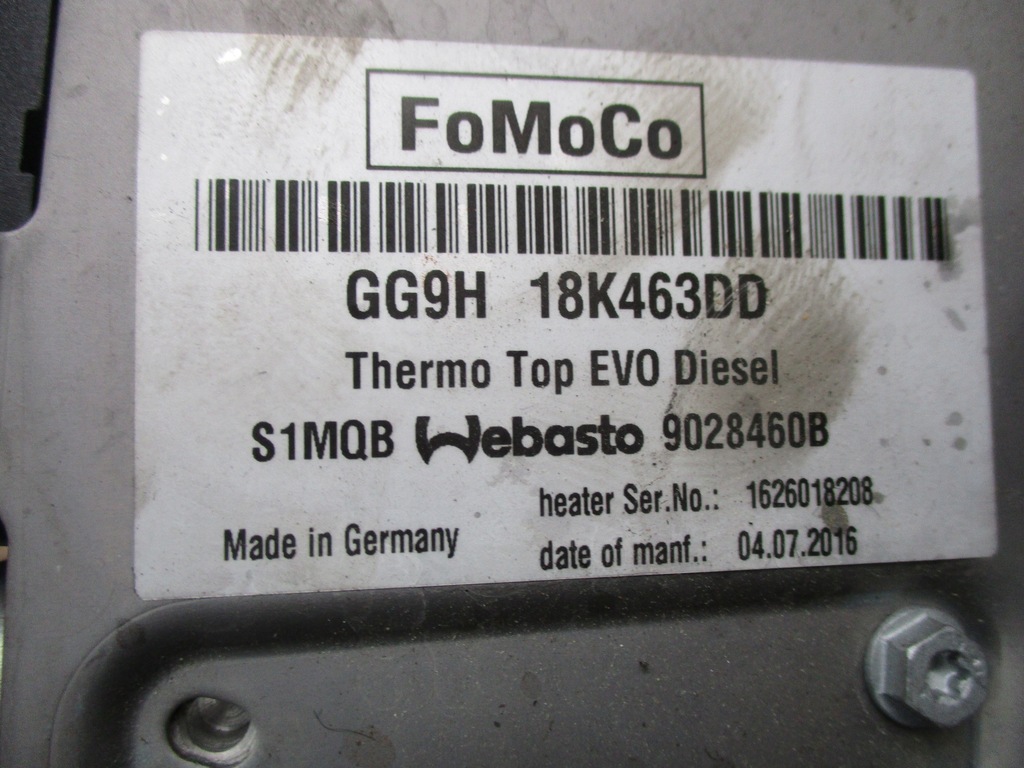 FoMoCo
GG9H 18K463DD
Thermo Top EVO Diesel
S1MQB Webasto 9028460B
heater Ser.No.: 1626018208
Made in Germany
date of manf.: 04.07.2016